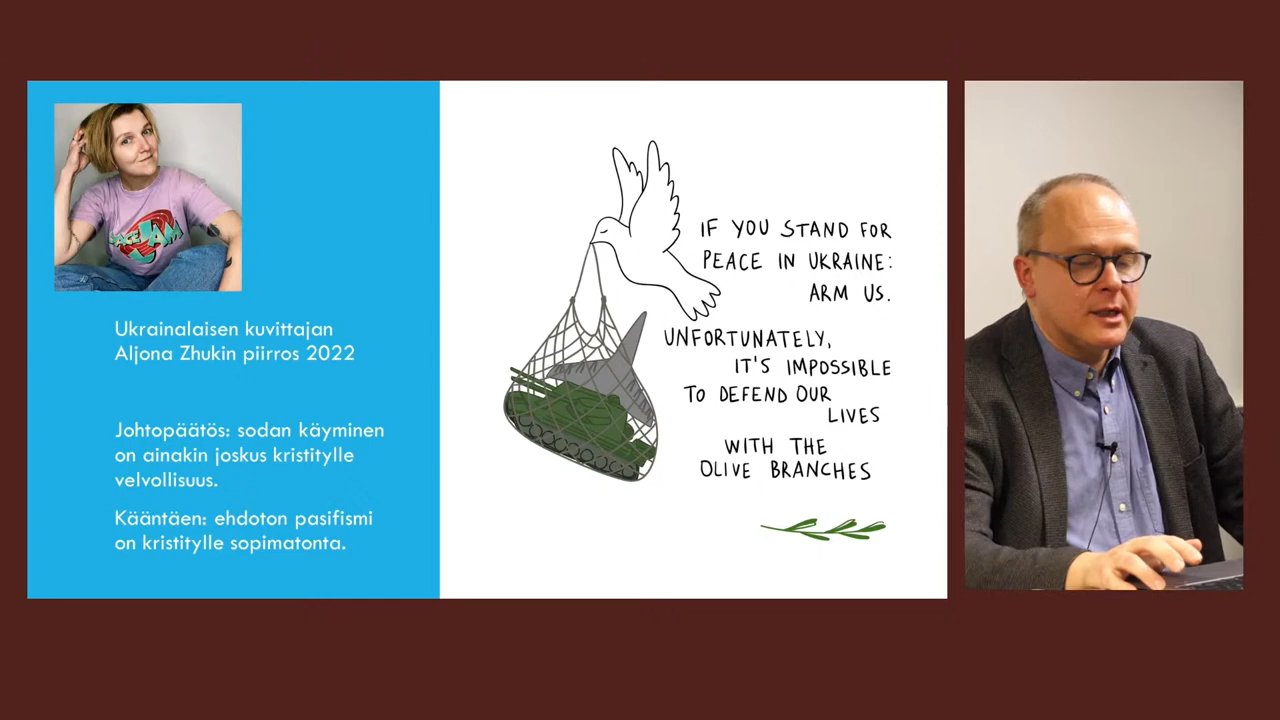 SPACE JAM
Ukrainalaisen kuvittajan
Aljona Zhukin piirros 2022
Johtopäätös: sodan käyminen
on ainakin joskus kristitylle
velvollisuus.
Kääntäen: ehdoton pasifismi
on kristitylle sopimatonta.
IF YOU STAND FOR
PEACE IN UKRAINE:
ARM US.
UNFORTUNATELY,
IT'S IMPOSSIBLE
TO DEFEND OUR
LIVES
WITH THE
OLIVE BRANCHES